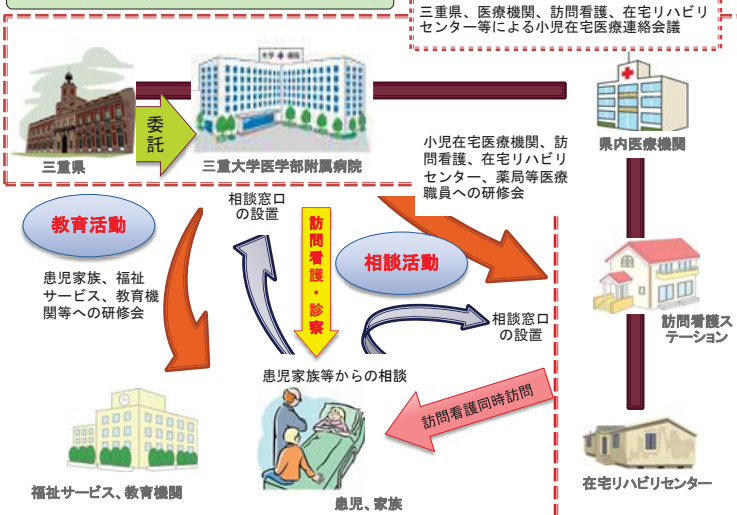 三重県、医療機関、訪問看護、在宅リハビリ
センター等による小児在宅医療連絡会議
大学 病院
委
託
三重県
三重大学医学部附属病院
小児在宅医療機関、訪
問看護、在宅リハビリ
センター、薬局等医療
職員への研修会
県内医療機関
教育活動
相談窓口
の設置
訪問看護・診察
相談活動
患児家族、福祉
サービス、教育機
関等への研修会
相談窓口
の設置
訪問看護ス
テーション
患児家族等からの相談
訪問看護同時訪問
福祉サービス、教育機関
患児、家族
在宅リハビリセンター